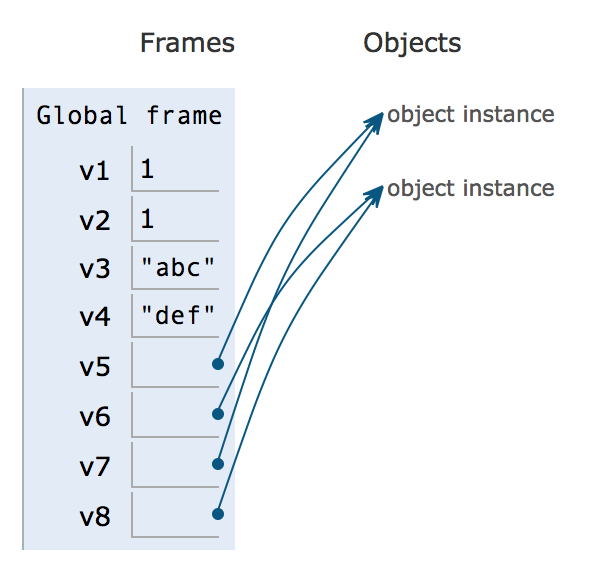 Frames Objects
Global frame
object instance
v1 1
object instance
v2 1
v3 "abc"
v4 "def"
v5
v6
v7
v8